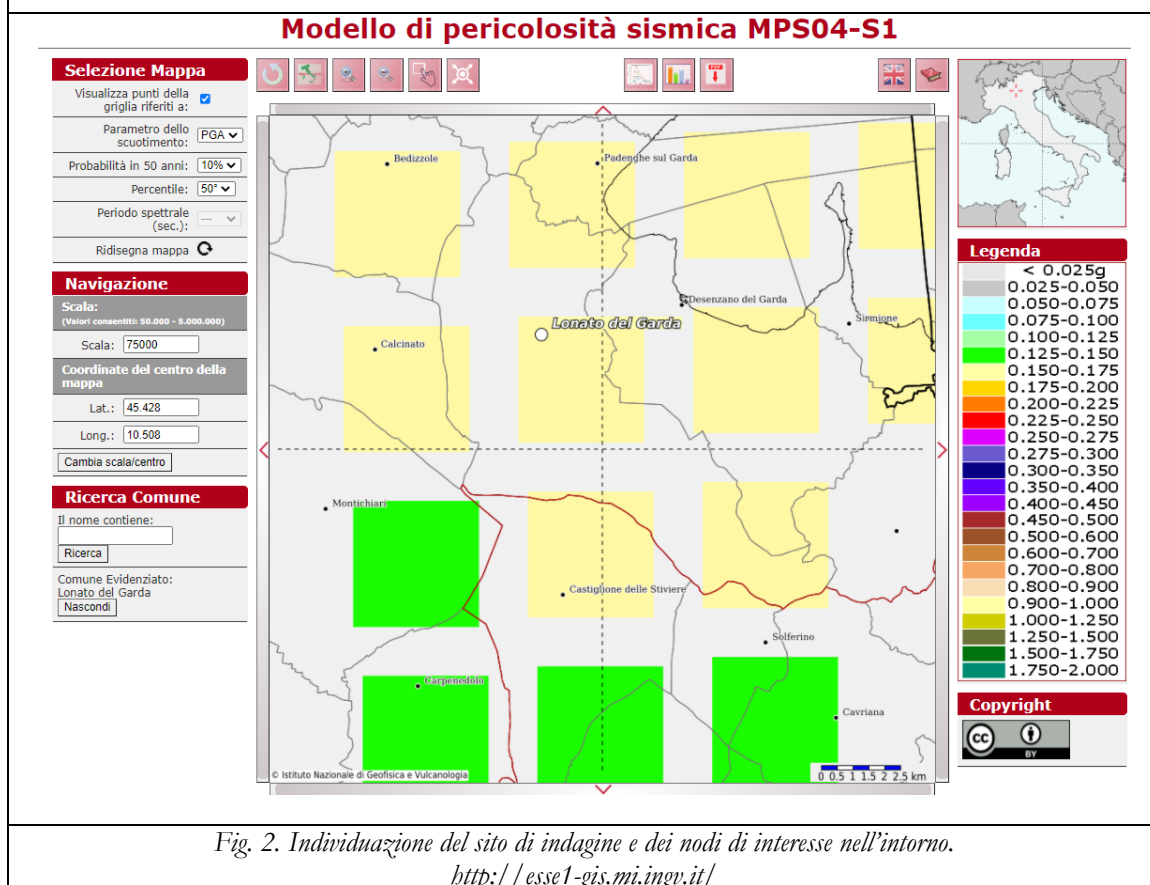 Modello di pericolosità sismica MPS04-S1
Selezione Mappa
Visualizza punti della
griglia riferiti a:
Parametro dello
scuotimento: PGA
Probabilità in 50 anni: 10%
Percentile: 50°
Periodo spettrale
(sec.): ---
Ridisegna mappa
Navigazione
Scala:
(Valori consentiti: 50.000 - 5.000.000)
Scala: 75000
Coordinate del centro della
mappa
Lat.: 45.428
Long.: 10.508
Cambia scala/centro
Ricerca Comune
Il nome contiene:
Ricerca
Comune Evidenziato:
Lonato del Garda
Nascondi
PDF
Bedizzole
Padenghe sul Garda
Desenzano del Garda
Sirmione
Lonato del Garda
Calcinato
Montichiari
Castiglione delle Stiviere
Solferino
Carpenedolo
Cavriana
© Istituto Nazionale di Geofisica e Vulcanologia
0 0.5 1 1.5 2 2.5 km
Legenda
< 0.025g
0.025-0.050
0.050-0.075
0.075-0.100
0.100-0.125
0.125-0.150
0.150-0.175
0.175-0.200
0.200-0.225
0.225-0.250
0.250-0.275
0.275-0.300
0.300-0.350
0.350-0.400
0.400-0.450
0.450-0.500
0.500-0.600
0.600-0.700
0.700-0.800
0.800-0.900
0.900-1.000
1.000-1.250
1.250-1.500
1.500-1.750
1.750-2.000
Copyright
cc
BY
Fig. 2. Individuazione del sito di indagine e dei nodi di interesse nell'intorno.
http://esse1-gis.mi.ingv.it/